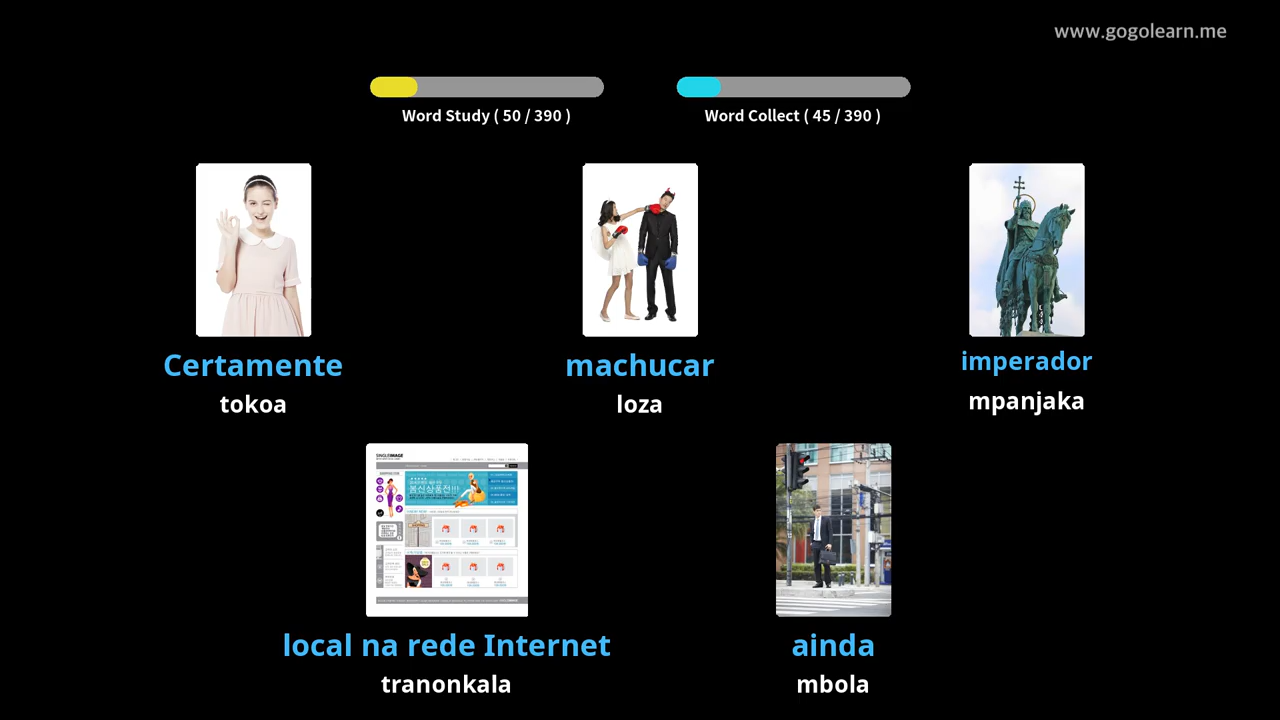 www.gogolearn.me
Word Study ( 50 / 390 )
Word Collect ( 45 / 390 )
Certamente
tokoa
machucar
loza
imperador
mpanjaka
SINGLEIMAGE
local na rede Internet
tranonkala
ainda
mbola